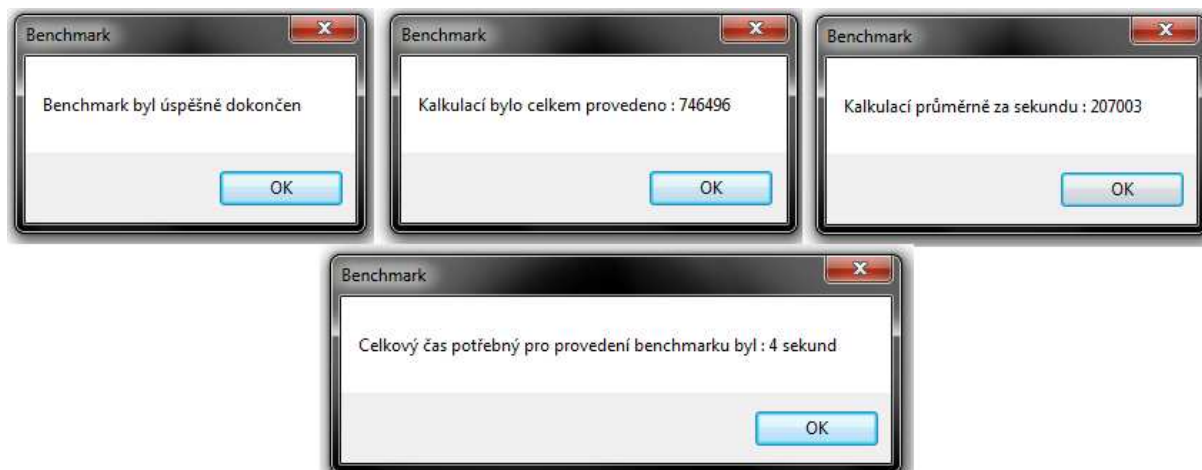 Benchmark
Benchmark byl úspěšně dokončen
OK
Benchmark
Kalkulací bylo celkem provedeno : 746496
OK
Benchmark
Kalkulací průměrně za sekundu : 207003
OK
Benchmark
Celkový čas potřebný pro provedení benchmarku byl : 4 sekund
OK